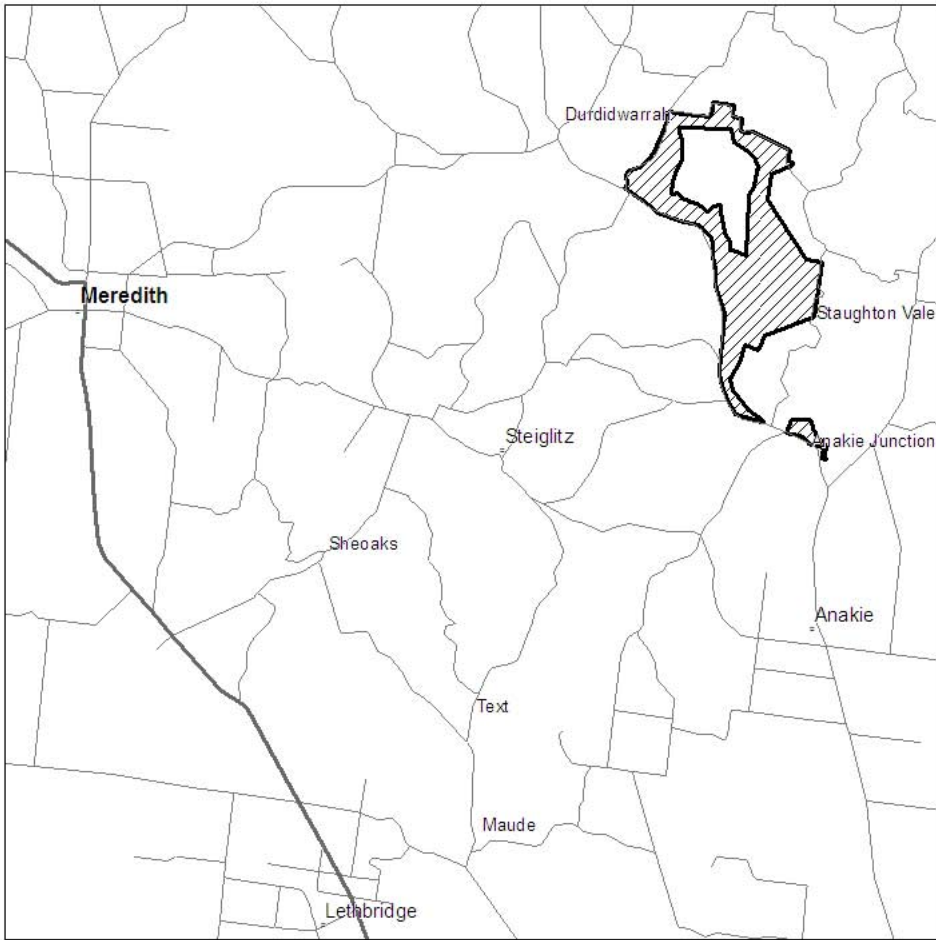 Durdidwarrah
Meredith
Staughton Vale
Steiglitz
Anakie Junction
Sheoaks
Anakie
Text
Maude
Lethbridge